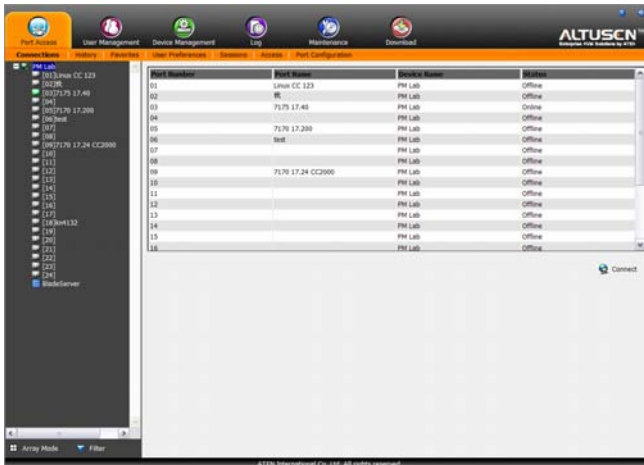 Port Access User Management Device Management Log Maintenance Download
ALTUSCN™
Enterprise KVM Solutions by ATEN
Connections History Favorites User Preferences Sessions Access Port Configuration
PM Lab
[01]Linux CC 123
[03]7175 17.40
[04]
[05]7170 17.200
[06]test
[07]
[08]
[09]7170 17.24 CC2000
[10]
[11]
[12]
[13]
[14]
[15]
[16]
[17]
[18]kn4132
[19]
[20]
[21]
[22]
[23]
[24]
BladeServer
Port Number Port Name Device Name Status
01 Linux CC 123 PM Lab Offline
02 PM Lab Offline
03 7175 17.40 PM Lab Online
04 PM Lab Offline
05 7170 17.200 PM Lab Offline
06 test PM Lab Offline
07 PM Lab Offline
08 PM Lab Offline
09 7170 17.24 CC2000 PM Lab Offline
10 PM Lab Offline
11 PM Lab Offline
12 PM Lab Offline
13 PM Lab Offline
14 PM Lab Offline
15 PM Lab Offline
16 PM Lab Offline
Connect
Array Mode Filter
ATEN International Co. Ltd. All rights reserved.